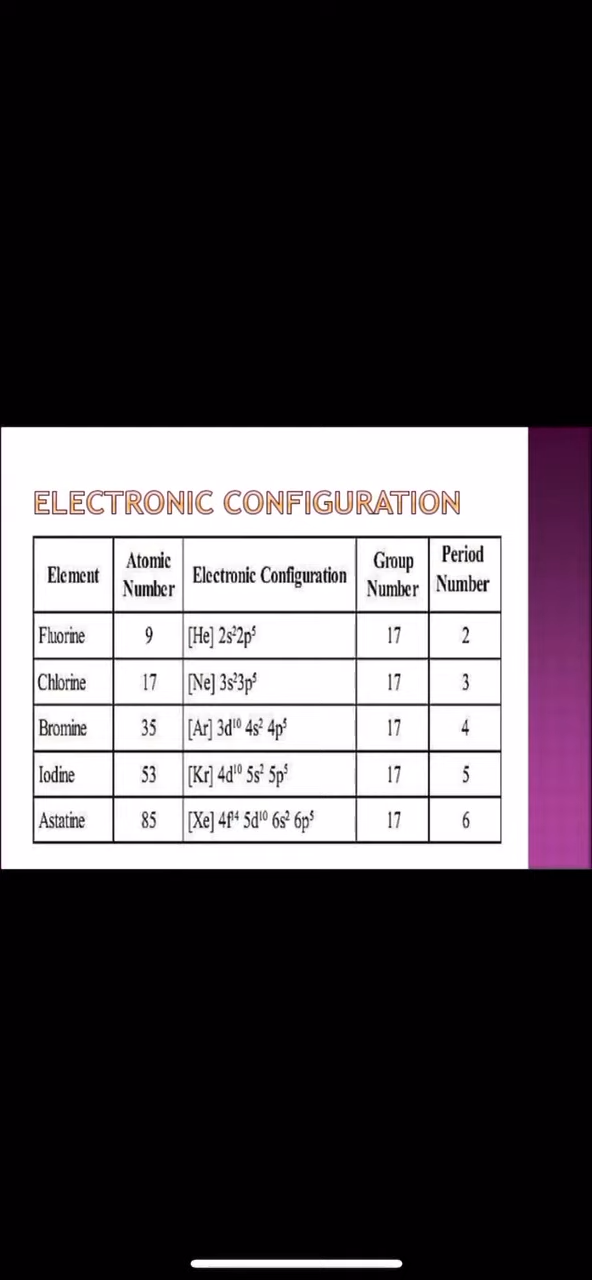 ELECTRONIC CONFIGURATION
Element Atomic Number Electronic Configuration Group Number Period Number
Fluorine 9 [He] 2s²2p⁵ 17 2
Chlorine 17 [Ne] 3s²3p⁵ 17 3
Bromine 35 [Ar] 3d¹⁰ 4s² 4p⁵ 17 4
Iodine 53 [Kr] 4d¹⁰ 5s² 5p⁵ 17 5
Astatine 85 [Xe] 4f¹⁴ 5d¹⁰ 6s² 6p⁵ 17 6